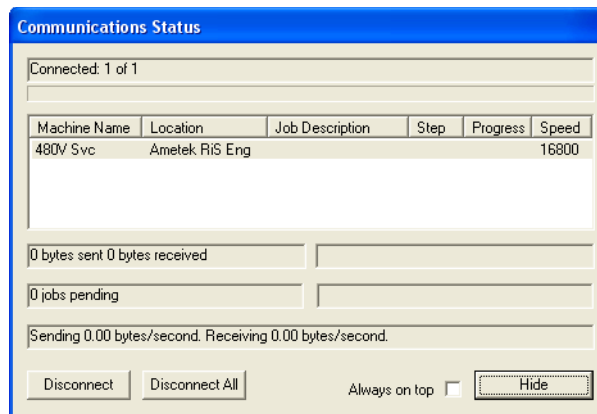 Communications Status
Connected: 1 of 1
Machine Name Location Job Description Step Progress Speed
480V Svc Ametek RiS Eng 16800
0 bytes sent 0 bytes received
0 jobs pending
Sending 0.00 bytes/second. Receiving 0.00 bytes/second.
Disconnect Disconnect All Always on top Hide